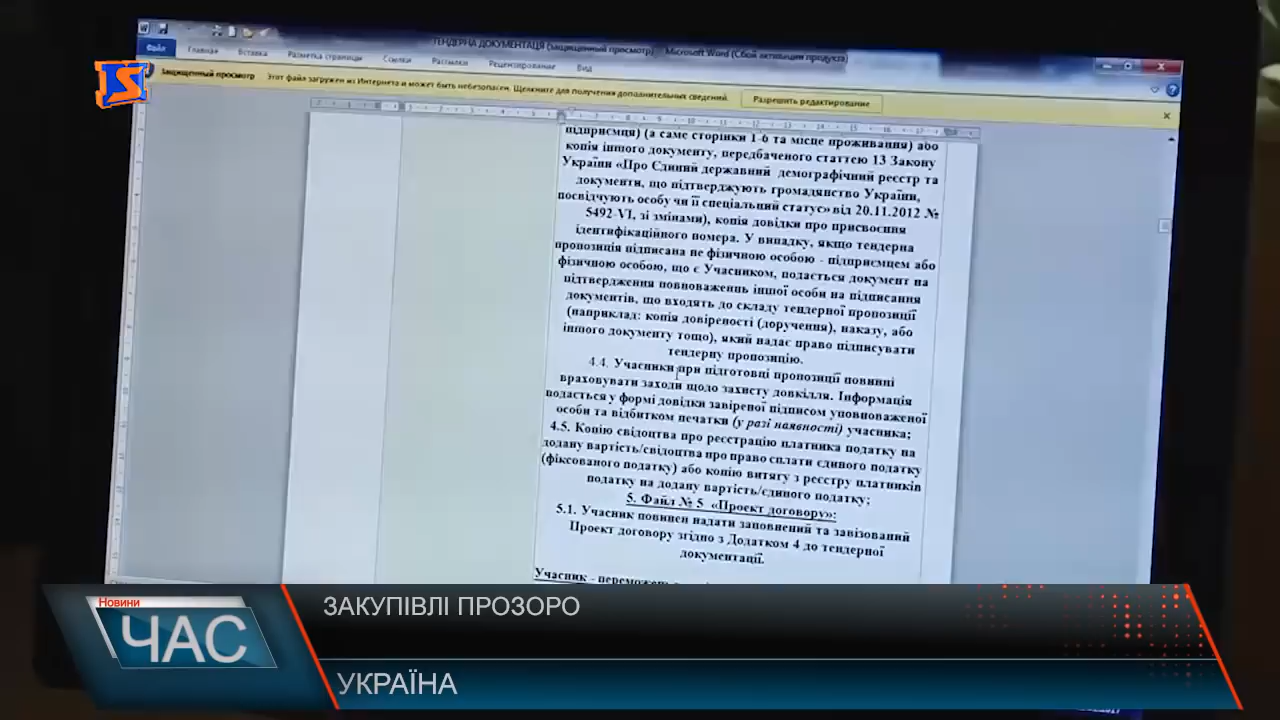 ТЕНДЕРНА ДОКУМЕНТАЦІЯ (защищенный просмотр) - Microsoft Word (Сбой активации продукта)
Файл Главная Вставка Разметка страницы Ссылки Рассылки Рецензирование Вид
Защищенный просмотр Этот файл загружен из Интернета и может быть небезопасен. Щелкните для получения дополнительных сведений. Разрешить редактирование
підприємця) (а саме сторінки 1-6 та місце проживання) або
копія іншого документу, передбаченого статтею 13 Закону
України «Про Єдиний державний демографічний реєстр та
документи, що підтверджують громадянство України,
посвідчують особу чи її спеціальний статус» від 20.11.2012 №
5492-VI, зі змінами), копія довідки про присвоєння
ідентифікаційного номера. У випадку, якщо тендерна
пропозиція підписана не фізичною особою - підприємцем або
фізичною особою, що є Учасником, подається документ на
підтвердження повноважень іншої особи на підписання
документів, що входять до складу тендерної пропозиції
(наприклад: копія довіреності (доручення), наказу, або
іншого документу тощо), який надає право підписувати
тендерну пропозицію.
4.4. Учасники при підготовці пропозиції повинні
враховувати заходи щодо захисту довкілля. Інформація
подається у формі довідки завіреної підписом уповноваженої
особи та відбитком печатки (у разі наявності) учасника;
4.5. Копію свідоцтва про реєстрацію платника податку на
додану вартість/свідоцтва про право сплати єдиного податку
(фіксованого податку) або копію витягу з реєстру платників
податку на додану вартість/єдиного податку;
5. Файл № 5 «Проект договору»:
5.1. Учасник повинен надати заповнений та завізований
Проект договору згідно з Додатком 4 до тендерної
документації.
Учасник -
Новини
ЧАС
ЗАКУПІВЛІ ПРОЗОРО
УКРАЇНА